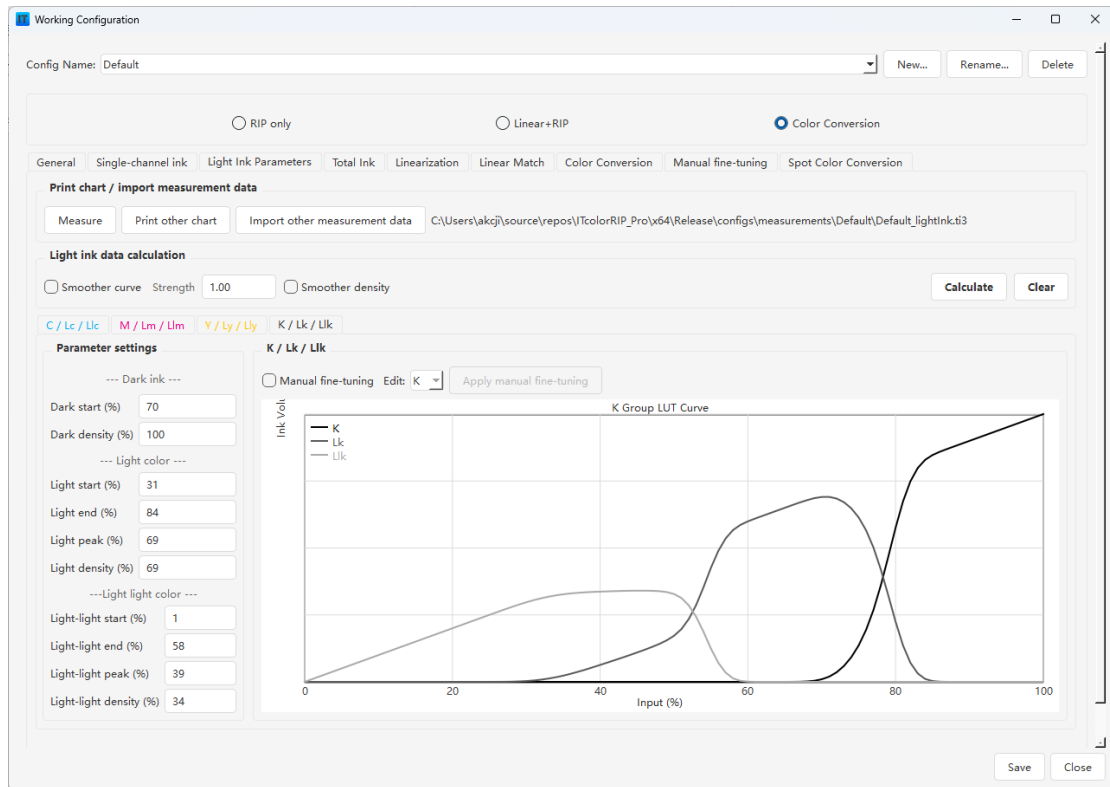 IT Working Configuration
Config Name: Default New... Rename... Delete
RIP only Linear+RIP Color Conversion
General Single-channel ink Light Ink Parameters Total Ink Linearization Linear Match Color Conversion Manual fine-tuning Spot Color Conversion
Print chart / import measurement data
Measure Print other chart Import other measurement data C:\Users\akcji\source\repos\ITcolorRIP_Pro\x64\Release\configs\measurements\Default\Default_lightInk.ti3
Light ink data calculation
Smoother curve Strength 1.00 Smoother density Calculate Clear
C / Lc / Llc M / Lm / Llm Y / Ly / Lly K / Lk / Llk
Parameter settings
--- Dark ink ---
Dark start (%) 70
Dark density (%) 100
--- Light color ---
Light start (%) 31
Light end (%) 84
Light peak (%) 69
Light density (%) 69
---Light light color ---
Light-light start (%) 1
Light-light end (%) 58
Light-light peak (%) 39
Light-light density (%) 34
K / Lk / Llk
Manual fine-tuning Edit: K Apply manual fine-tuning
K Group LUT Curve
Ink Volu
K
Lk
Llk
0 20 40 60 80 100
Input (%)
Save Close